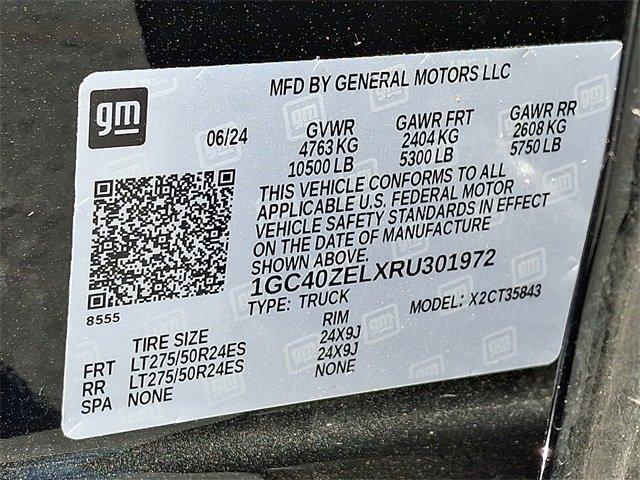 MFD BY GENERAL MOTORS LLC
gm
06/24 GVWR GAWR FRT GAWR RR
4763 KG 2404 KG 2608 KG
10500 LB 5300 LB 5750 LB
THIS VEHICLE CONFORMS TO ALL
APPLICABLE U.S. FEDERAL MOTOR
VEHICLE SAFETY STANDARDS IN EFFECT
ON THE DATE OF MANUFACTURE
SHOWN ABOVE.
1GC40ZELXRU301972
TYPE: TRUCK MODEL: X2CT35843
8555
TIRE SIZE RIM
FRT LT275/50R24ES 24X9J
RR LT275/50R24ES 24X9J
SPA NONE NONE